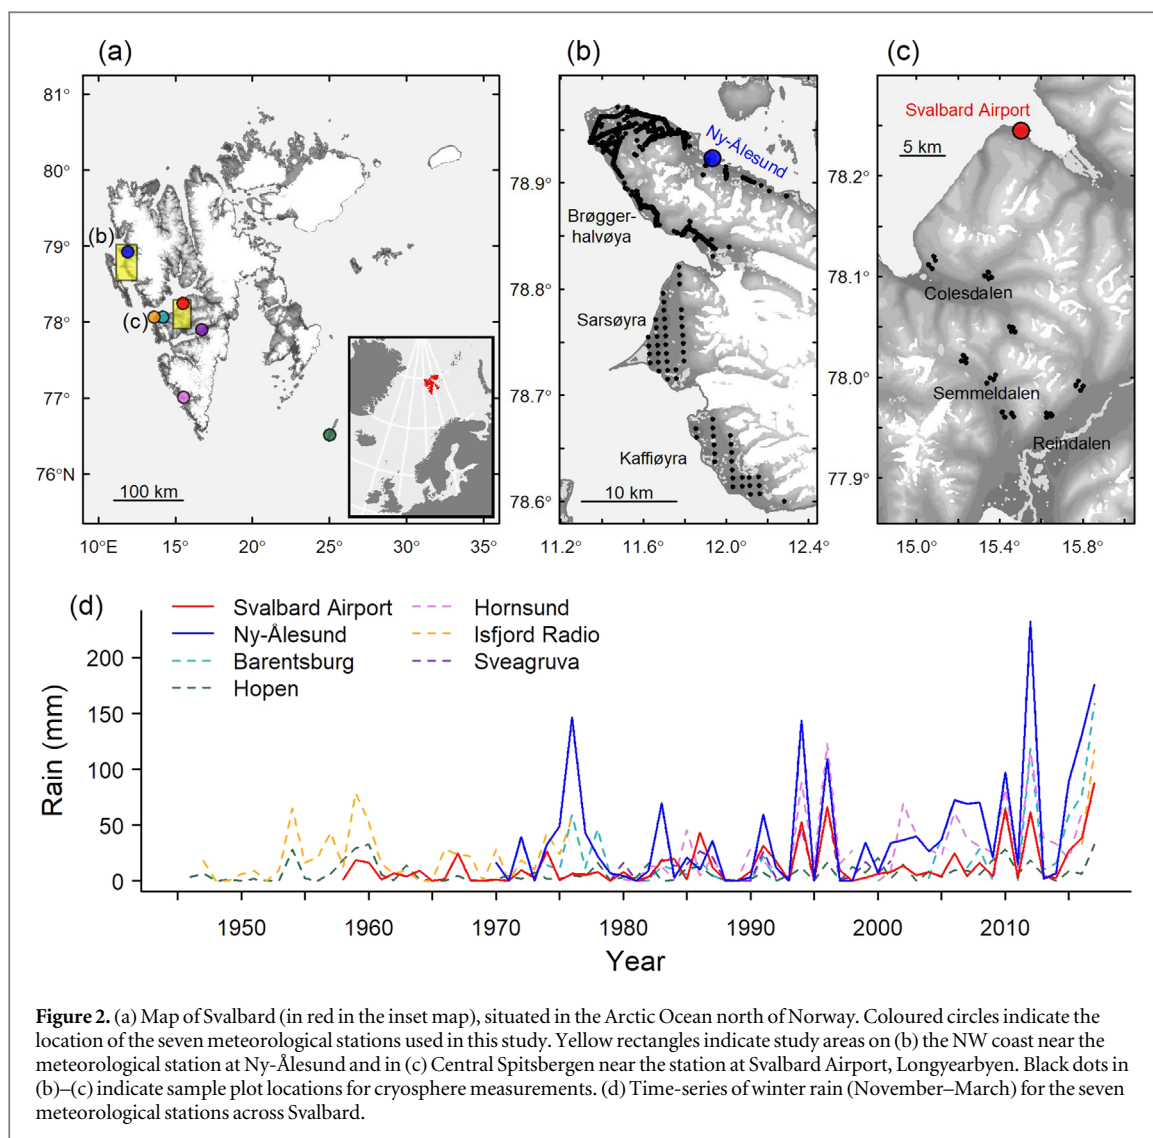 (a)
(b)
(c)
81°
80°
79°
78°
77°
76°N
(b)
(c)
100 km
10°E
15°
20°
25°
30°
35°
Ny-Ålesund
78.9°
Brøgger-
halvøya
78.8°
Sarsøyra
78.7°
Kaffiøyra
10 km
78.6°
11.2°
11.6°
12.0°
12.4°
Svalbard Airport
5 km
78.2°
78.1°
Colesdalen
78.0°
Semmeldalen
Reindalen
77.9°
15.0°
15.4°
15.8°
(d)
Svalbard Airport
Ny-Ålesund
Barentsburg
Hopen
Hornsund
Isfjord Radio
Sveagruva
Rain (mm)
200
150
100
50
0
1950
1960
1970
1980
1990
2000
2010
Year
Figure 2. (a) Map of Svalbard (in red in the inset map), situated in the Arctic Ocean north of Norway. Coloured circles indicate the
location of the seven meteorological stations used in this study. Yellow rectangles indicate study areas on (b) the NW coast near the
meteorological station at Ny-Ålesund and in (c) Central Spitsbergen near the station at Svalbard Airport, Longyearbyen. Black dots in
(b)–(c) indicate sample plot locations for cryosphere measurements. (d) Time-series of winter rain (November–March) for the seven
meteorological stations across Svalbard.